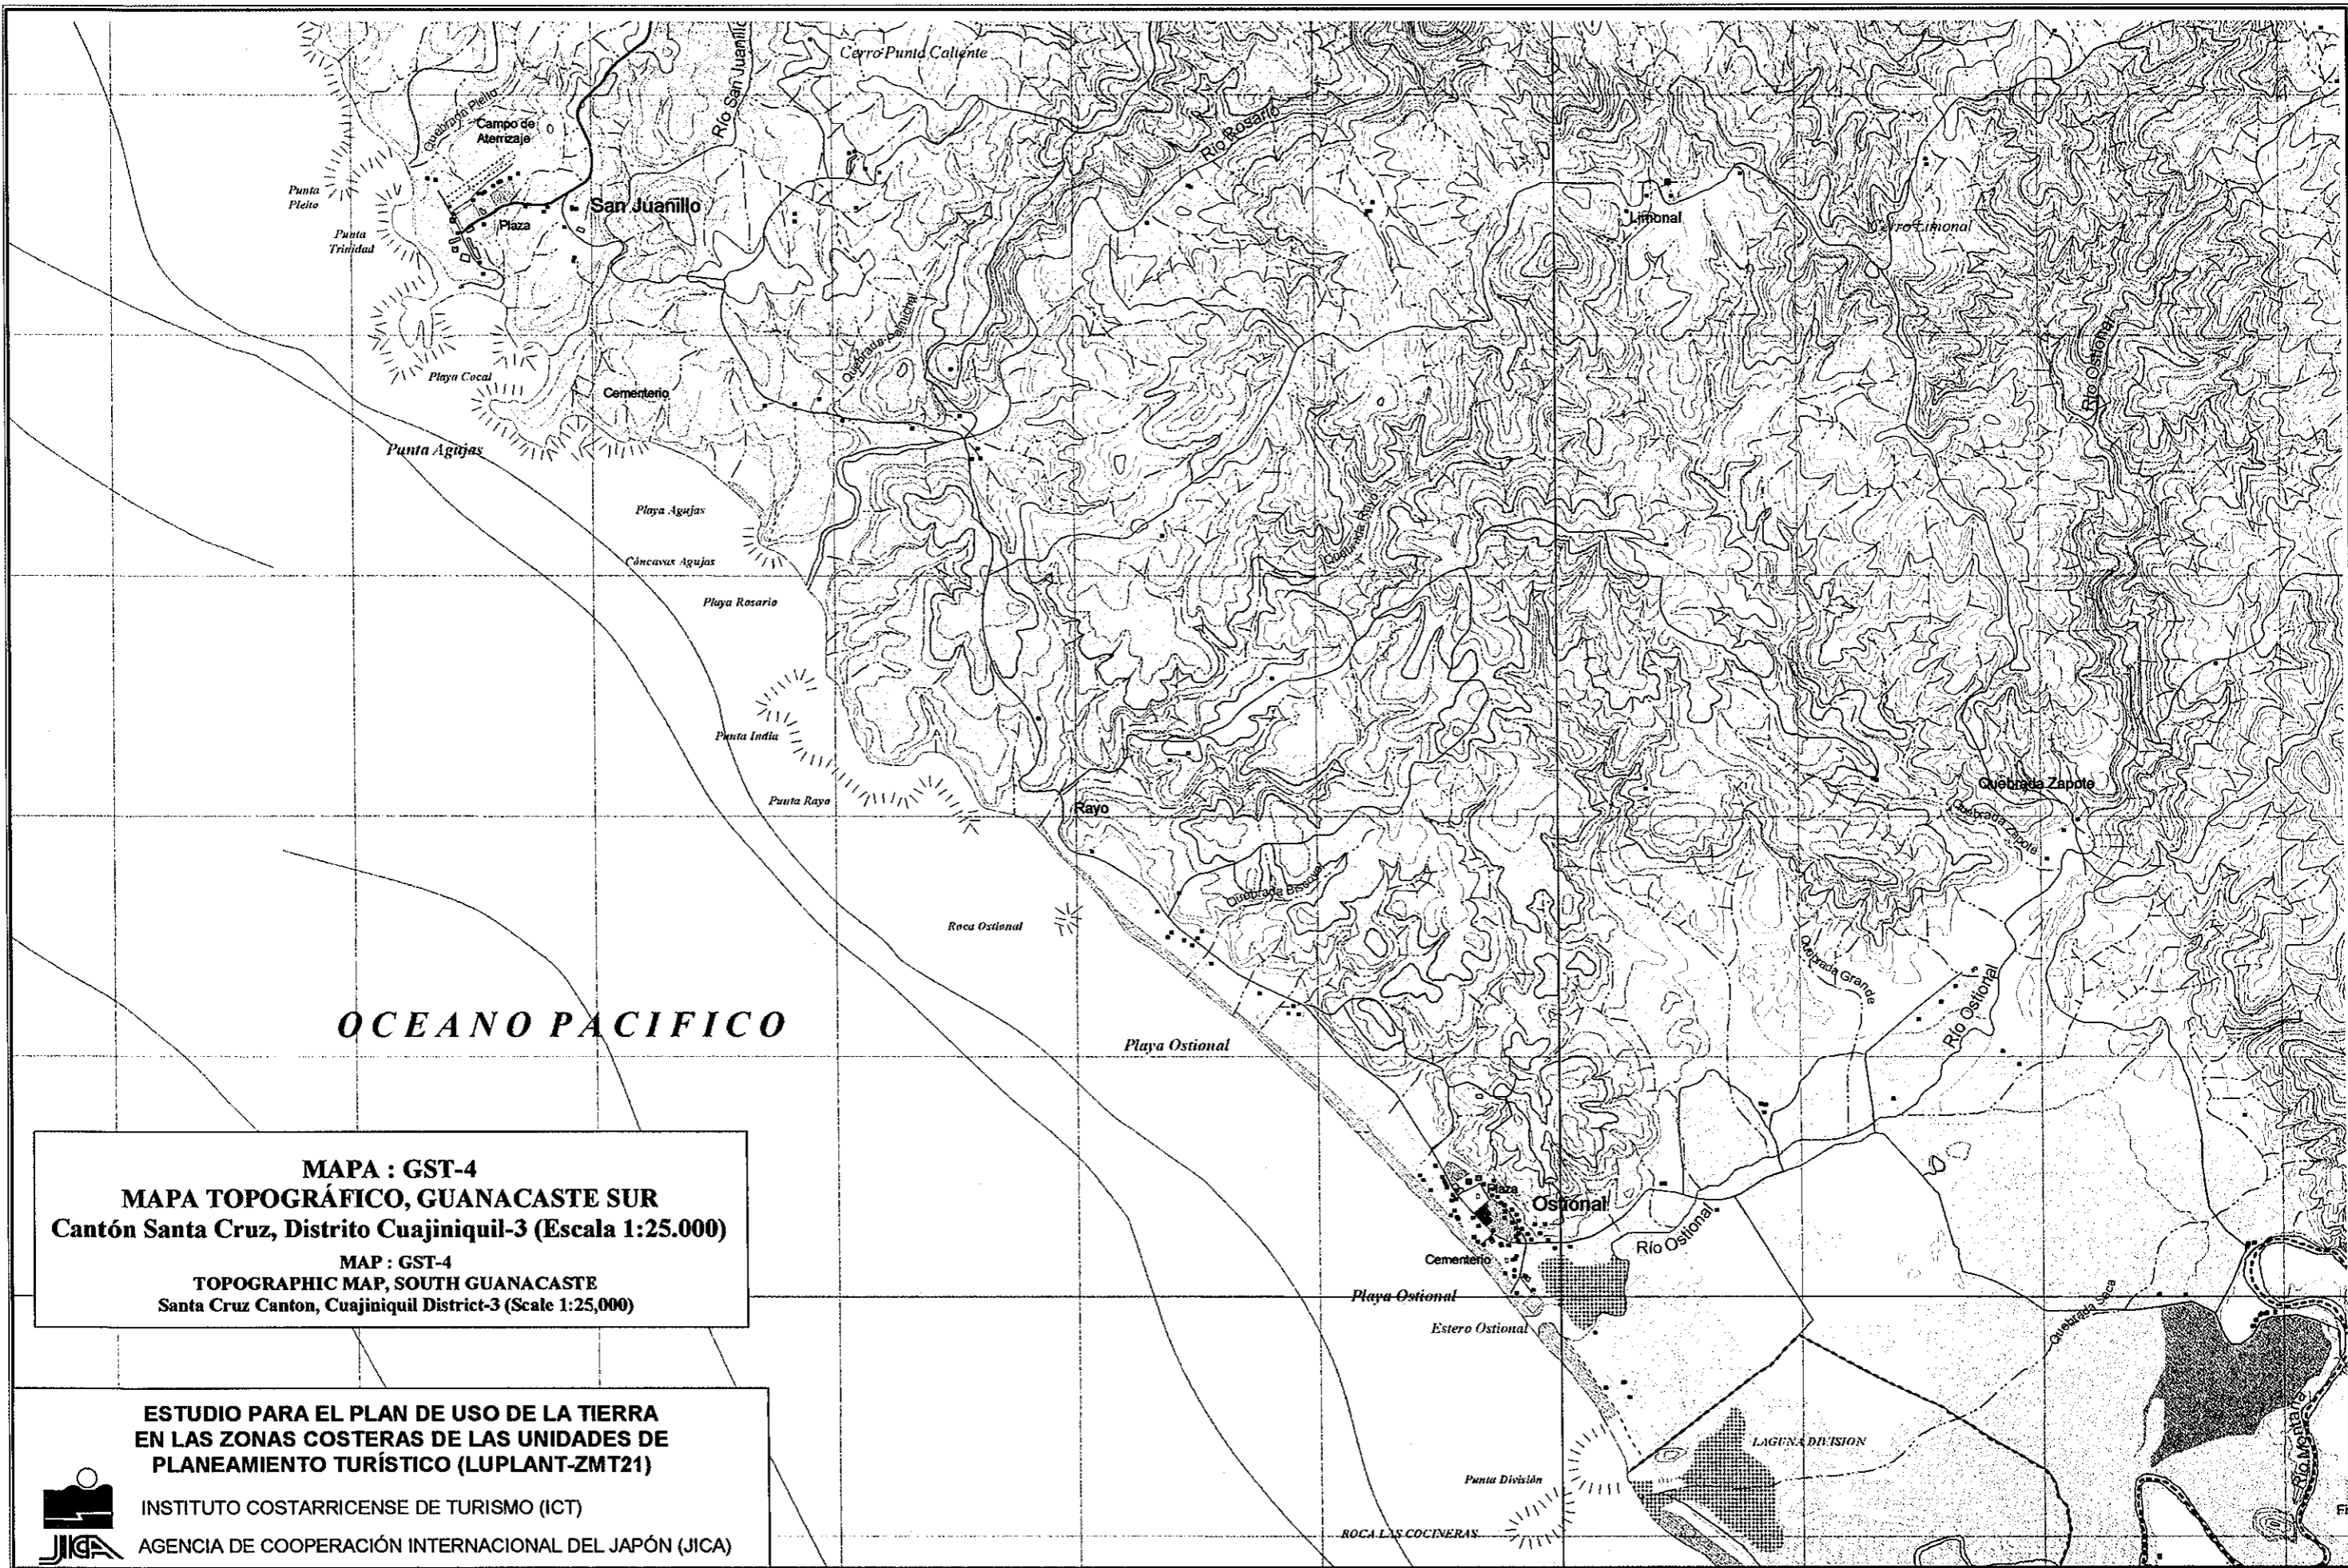 Cerro Punta Caliente
Río San Juanillo
Quebrada Pleito
Campo de
Aterrizaje
Río Rosario
Punta
Pleito
San Juanillo
Plaza
Limonal
Cerro Limonal
Punta
Trinidad
Río Ostional
Playa Cocal
Cementerio
Punta Agujas
Playa Agujas
Cóncavas Agujas
Quebrada Rayo
Playa Rosario
Punta India
Punta Rayo
Rayo
Quebrada Zapote
Quebrada Zapote
Roca Ostional
Quebrada Grande
Río Ostional
OCEANO PACIFICO
Playa Ostional
Plaza
Ostional
Río Ostional
Cementerio
Playa Ostional
Estero Ostional
Quebrada Seca
LAGUNA DIVISION
Río Montaña
Punta División
ROCA LAS COCINERAS
MAPA : GST-4
MAPA TOPOGRÁFICO, GUANACASTE SUR
Cantón Santa Cruz, Distrito Cuajiniquil-3 (Escala 1:25.000)
MAP : GST-4
TOPOGRAPHIC MAP, SOUTH GUANACASTE
Santa Cruz Canton, Cuajiniquil District-3 (Scale 1:25,000)
ESTUDIO PARA EL PLAN DE USO DE LA TIERRA
EN LAS ZONAS COSTERAS DE LAS UNIDADES DE
PLANEAMIENTO TURÍSTICO (LUPLANT-ZMT21)
INSTITUTO COSTARRICENSE DE TURISMO (ICT)
JICA
AGENCIA DE COOPERACIÓN INTERNACIONAL DEL JAPÓN (JICA)